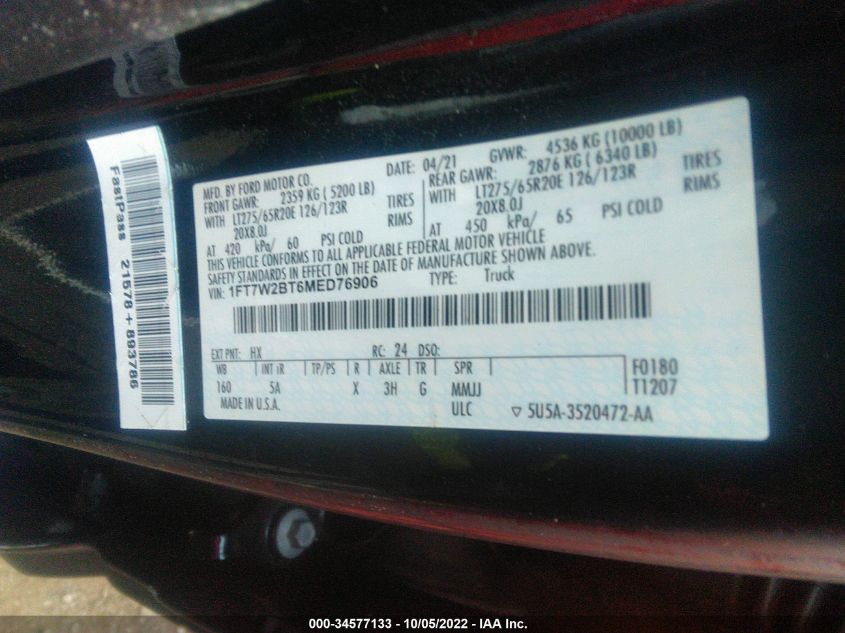 FastPass 21578+893786
MFD. BY FORD MOTOR CO.
DATE: 04/21 GVWR: 4536 KG (10000 LB)
FRONT GAWR: 2359 KG ( 5200 LB)
REAR GAWR: 2876 KG ( 6340 LB)
WITH LT275/65R20E 126/123R TIRES
WITH LT275/65R20E 126/123R TIRES
20X8.0J RIMS
20X8.0J RIMS
AT 420 kPa/ 60 PSI COLD
AT 450 kPa/ 65 PSI COLD
THIS VEHICLE CONFORMS TO ALL APPLICABLE FEDERAL MOTOR VEHICLE
SAFETY STANDARDS IN EFFECT ON THE DATE OF MANUFACTURE SHOWN ABOVE.
VIN: 1FT7W2BT6MED76906 TYPE: Truck
EXT PNT: HX RC: 24 DSO:
WB INT TR TP/PS R AXLE TR SPR F0180
160 5A X 3H G MMJJ T1207
MADE IN U.S.A. ULC ▽ 5U5A-3520472-AA
000-34577133 - 10/05/2022 - IAA Inc.